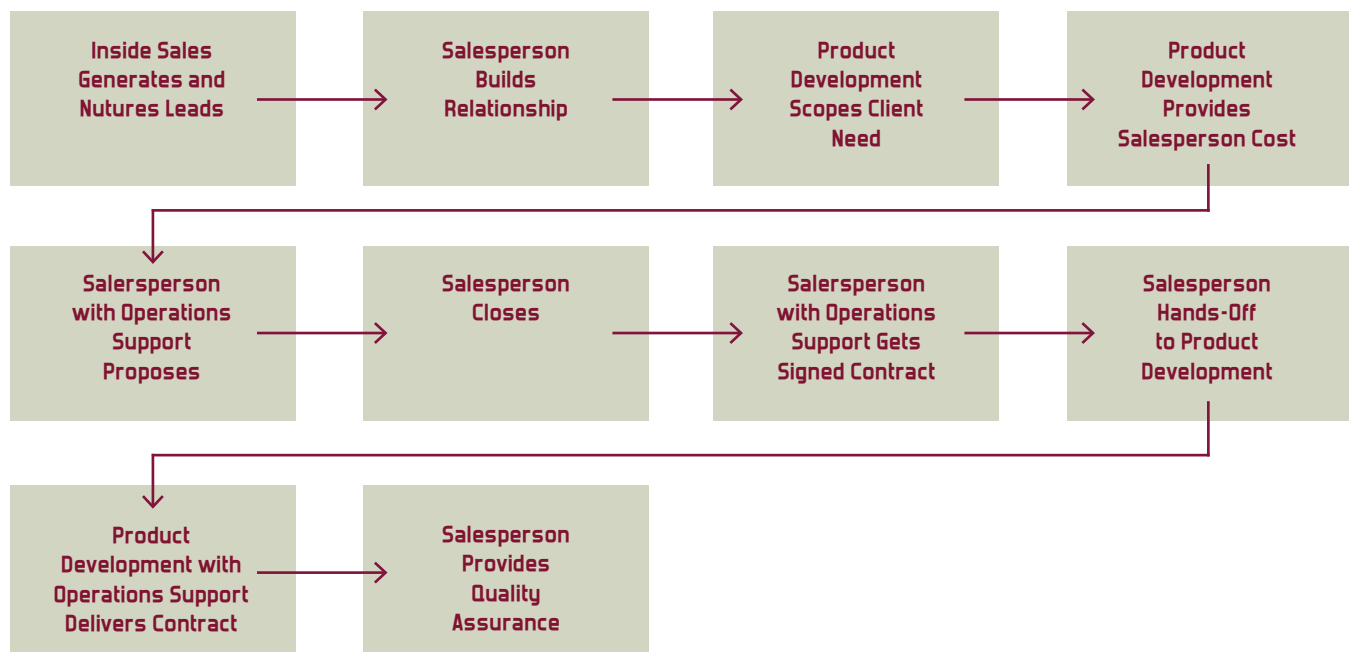 Inside Sales
Generates and
Nutures Leads
Salesperson
Builds
Relationship
Product
Development
Scopes Client
Need
Product
Development
Provides
Salesperson Cost
Salersperson
with Operations
Support
Proposes
Salesperson
Closes
Salersperson
with Operations
Support Gets
Signed Contract
Salesperson
Hands-Off
to Product
Development
Product
Development with
Operations Support
Delivers Contract
Salesperson
Provides
Quality
Assurance